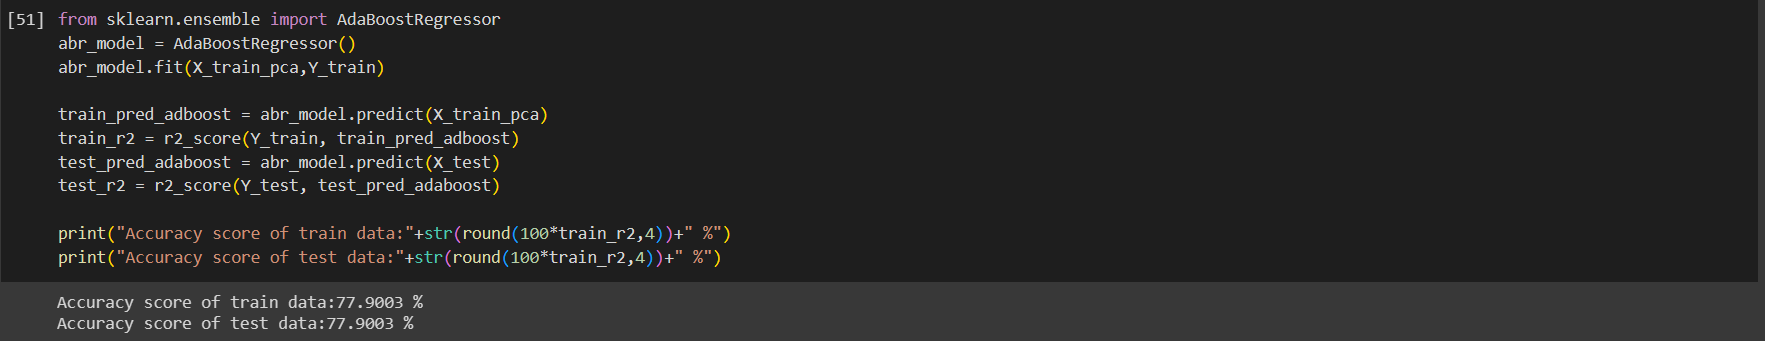 [51] from sklearn.ensemble import AdaBoostRegressor
abr_model = AdaBoostRegressor()
abr_model.fit(X_train_pca,Y_train)
train_pred_adboost = abr_model.predict(X_train_pca)
train_r2 = r2_score(Y_train, train_pred_adboost)
test_pred_adaboost = abr_model.predict(X_test)
test_r2 = r2_score(Y_test, test_pred_adaboost)
print("Accuracy score of train data:"+str(round(100*train_r2,4))+" %")
print("Accuracy score of test data:"+str(round(100*train_r2,4))+" %")
Accuracy score of train data:77.9003 %
Accuracy score of test data:77.9003 %